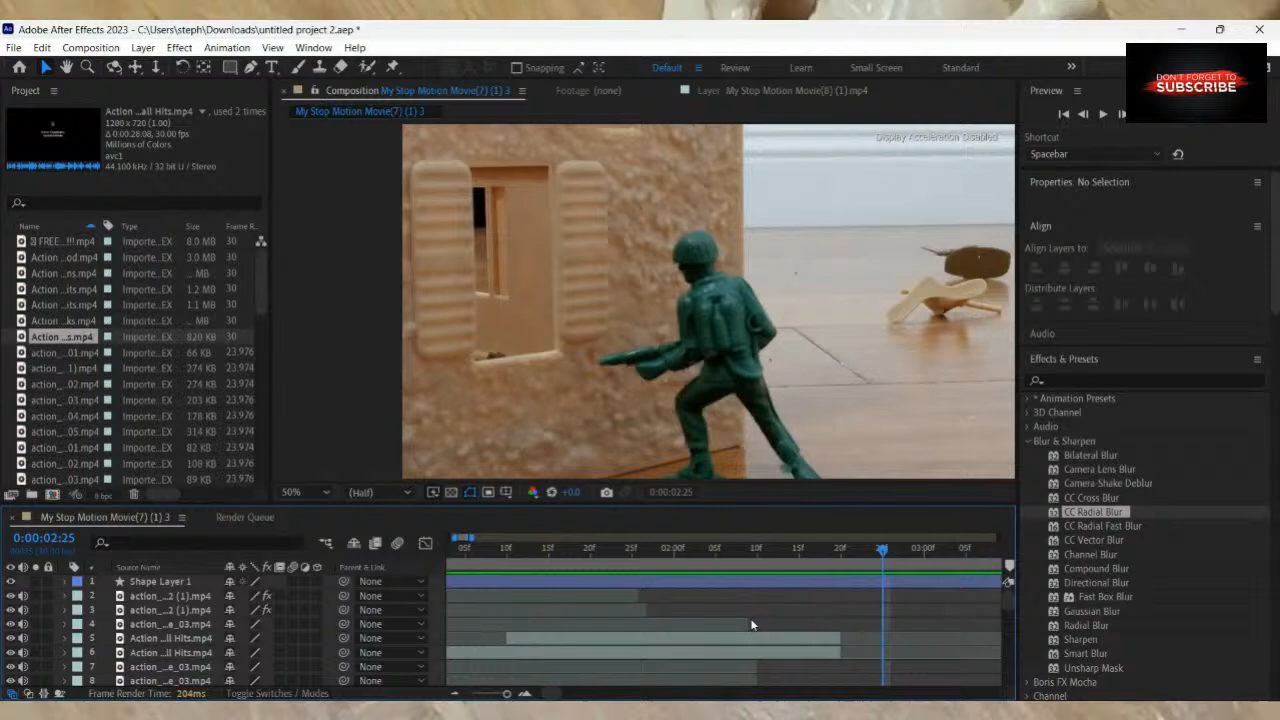 Adobe After Effects 2023 - C:\Users\steph\Downloads\untitled project 2.aep *
File Edit Composition Layer Effect Animation View Window Help
Snapping Default Review Learn Small Screen Standard
DON'T FORGET TO
SUBSCRIBE
Project
Composition My Stop Motion Movie(7) (1) 3 Footage (none) Layer My Stop Motion Movie(8) (1).mp4
Preview
My Stop Motion Movie(7) (1) 3
Action ...all Hits.mp4 , used 2 times
1280 x 720 (1.00)
Δ 0:00:28:08, 30.00 fps
Millions of Colors
avc1
44.100 kHz / 32 bit U / Stereo
Display Acceleration Disabled
Shortcut
Spacebar
Properties: No Selection
Align
Align Layers to:
Distribute Layers:
Audio
Effects & Presets
Name Type Size Frame R...
FREE...!!!.mp4 Importe...EX 8.0 MB 30
Action ...od.mp4 Importe...EX 3.0 MB 30
Action ...ns.mp4 Importe...EX ... MB 30
Action ...its.mp4 Importe...EX 1.2 MB 30
Action ...its.mp4 Importe...EX 1.1 MB 30
Action ...ks.mp4 Importe...EX ... MB 30
Action ...s.mp4 Importe...EX 820 KB 30
action_...01.mp4 Importe...EX 66 KB 23.976
action_...1).mp4 Importe...EX 274 KB 23.974
action_...02.mp4 Importe...EX 274 KB 23.974
action_...03.mp4 Importe...EX 203 KB 23.974
action_...04.mp4 Importe...EX 178 KB 23.974
action_...05.mp4 Importe...EX 314 KB 23.974
action_...01.mp4 Importe...EX 82 KB 23.976
action_...02.mp4 Importe...EX 108 KB 23.974
action_...03.mp4 Importe...EX 89 KB 23.974
8 bpc
50% (Half) +0.0 0:00:02:25
* Animation Presets
3D Channel
Audio
Blur & Sharpen
Bilateral Blur
Camera Lens Blur
Camera-Shake Deblur
CC Cross Blur
CC Radial Blur
CC Radial Fast Blur
CC Vector Blur
Channel Blur
Compound Blur
Directional Blur
Fast Box Blur
Gaussian Blur
Radial Blur
Sharpen
Smart Blur
Unsharp Mask
Boris FX Mocha
Channel
My Stop Motion Movie(7) (1) 3 Render Queue
0:00:02:25
05f 10f 15f 20f 25f 02:00f 05f 10f 15f 20f 03:00f 05f
# Source Name Parent & Link
1 Shape Layer 1 None
2 action_...2 (1).mp4 None
3 action_...2 (1).mp4 None
4 action_...e_03.mp4 None
5 Action ...ll Hits.mp4 None
6 Action ...ll Hits.mp4 None
7 action_...e_03.mp4 None
8 action_...e_03.mp4 None
Frame Render Time: 204ms Toggle Switches / Modes